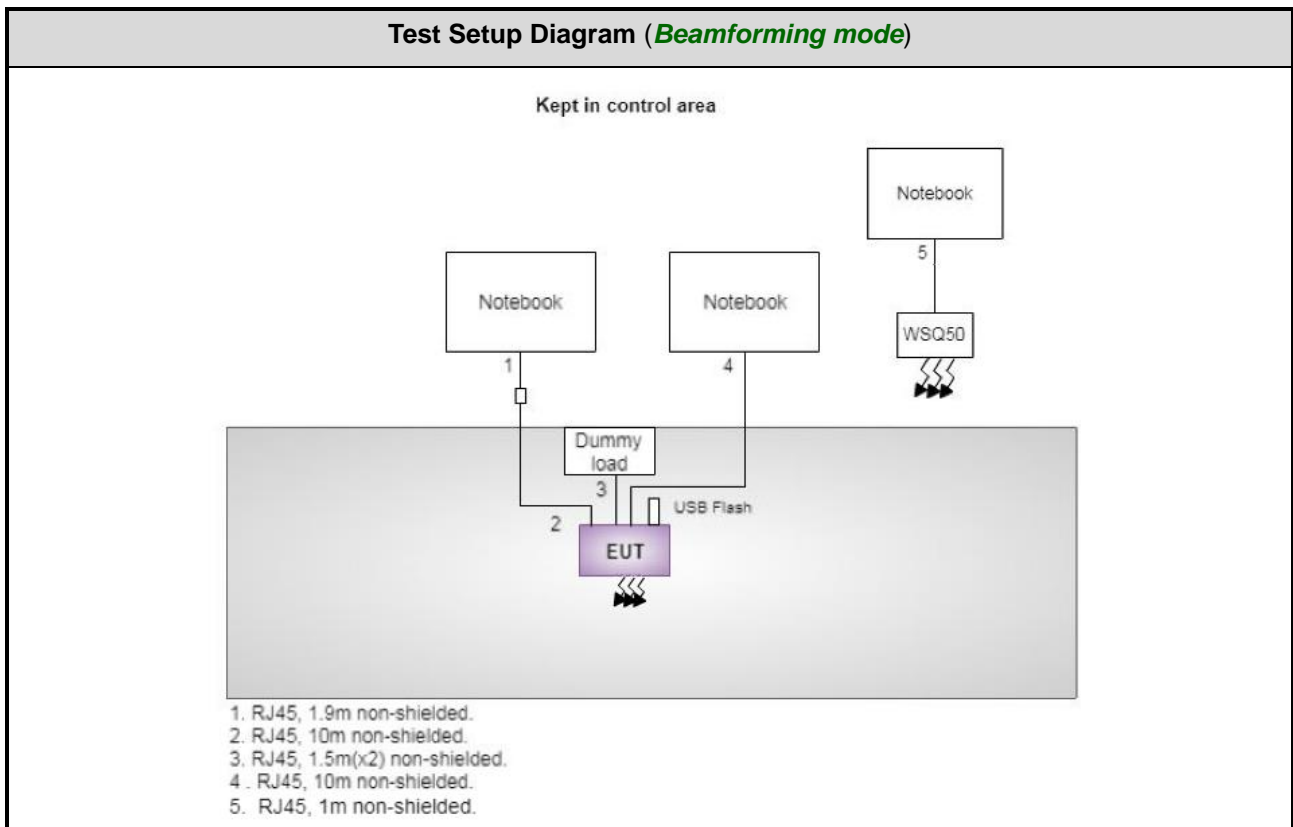 Test Setup Diagram (Beamforming mode)
Kept in control area
Notebook
5
WSQ50
Notebook
Notebook
1
4
Dummy
load
3
USB Flash
2
EUT
1. RJ45, 1.9m non-shielded.
2. RJ45, 10m non-shielded.
3. RJ45, 1.5m(x2) non-shielded.
4 . RJ45, 10m non-shielded.
5. RJ45, 1m non-shielded.